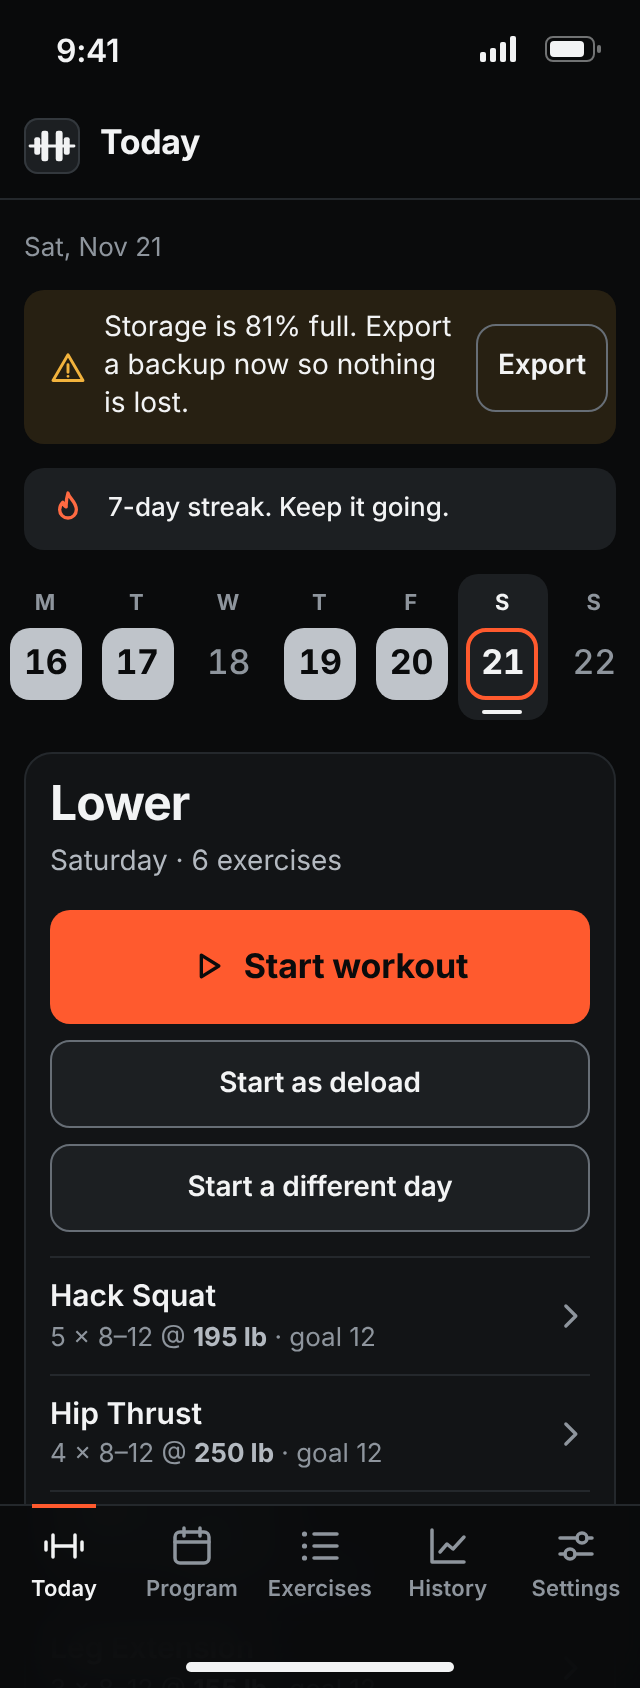 9:41
Today
Sat, Nov 21
Storage is 81% full. Export
a backup now so nothing
is lost.
Export
7-day streak. Keep it going.
M T W T F S S
16 17 18 19 20 21 22
Lower
Saturday · 6 exercises
Start workout
Start as deload
Start a different day
Hack Squat
5 × 8–12 @ 195 lb · goal 12
Hip Thrust
4 × 8–12 @ 250 lb · goal 12
Today Program Exercises History Settings